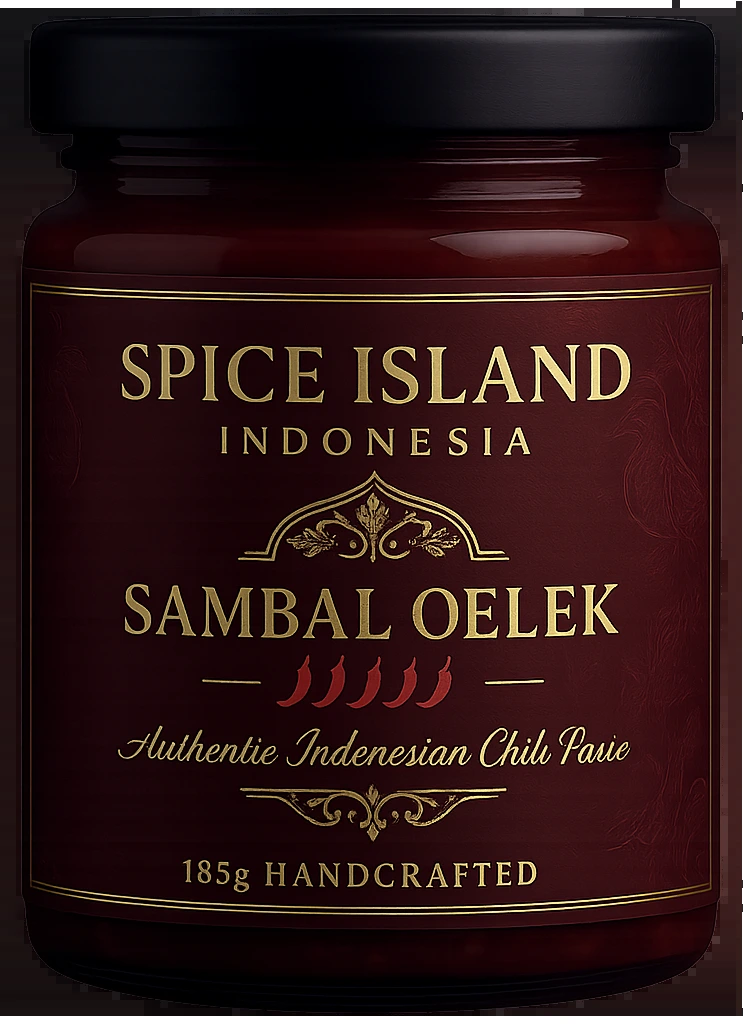 SPICE ISLAND
INDONESIA
SAMBAL OELEK
Authentie Indenesian Chili Pasie
185g HANDCRAFTED